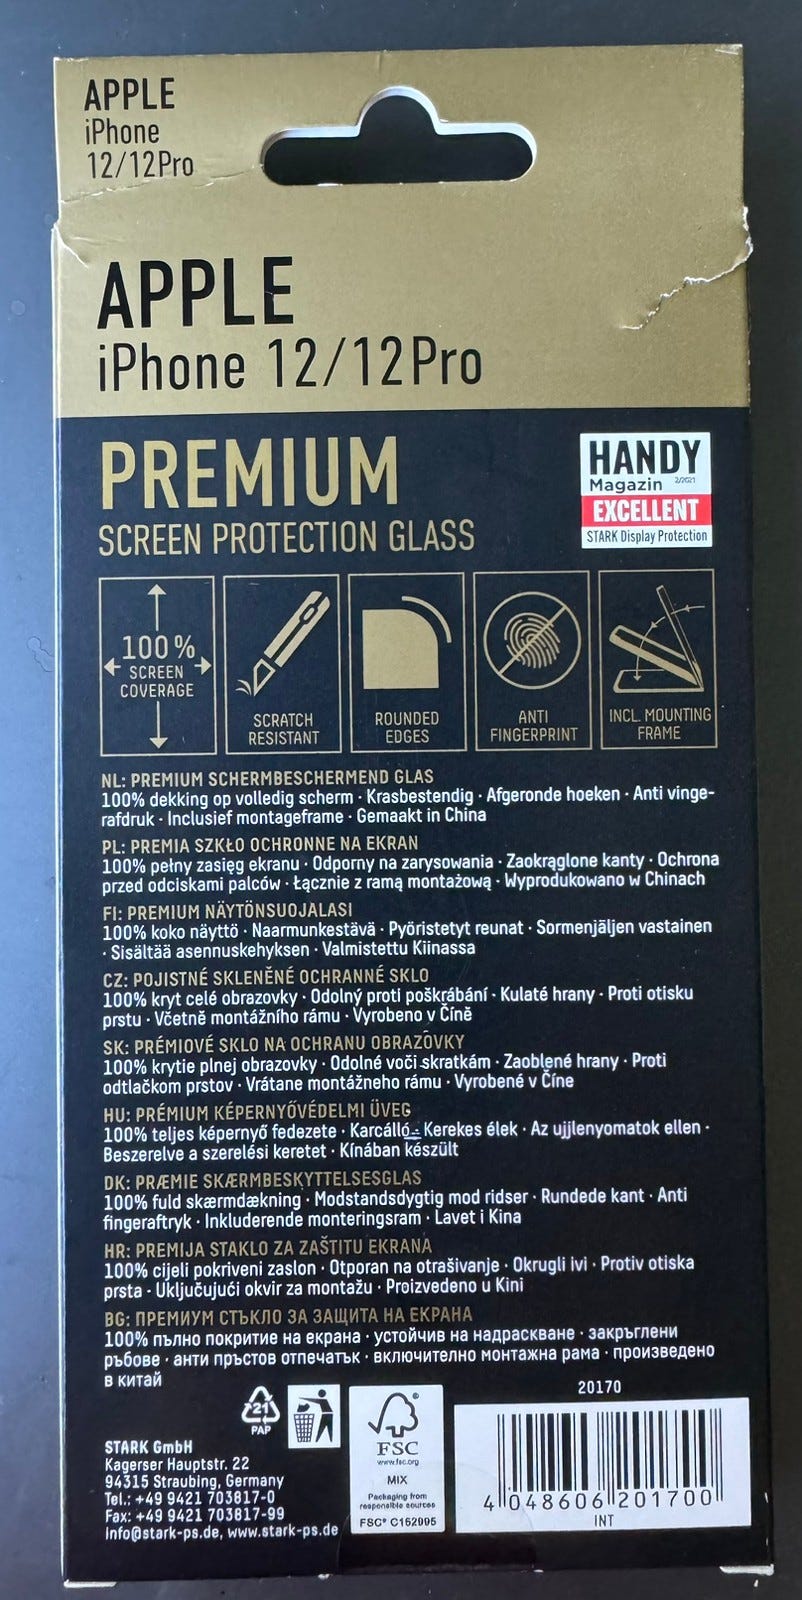 APPLE
iPhone
12/12Pro
APPLE
iPhone 12/12Pro
PREMIUM
SCREEN PROTECTION GLASS
HANDY
Magazin 2/2021
EXCELLENT
STARK Display Protection
100%
SCREEN
COVERAGE
SCRATCH
RESISTANT
ROUNDED
EDGES
ANTI
FINGERPRINT
INCL. MOUNTING
FRAME
NL: PREMIUM SCHERMBESCHERMEND GLAS
100% dekking op volledig scherm · Krasbestendig · Afgeronde hoeken · Anti vinge-
rafdruk · Inclusief montageframe · Gemaakt in China
PL: PREMIA SZKŁO OCHRONNE NA EKRAN
100% pełny zasięg ekranu · Odporny na zarysowania · Zaokrąglone kanty · Ochrona
przed odciskami palców · Łącznie z ramą montażową · Wyprodukowano w Chinach
FI: PREMIUM NÄYTÖNSUOJALASI
100% koko näyttö · Naarmunkestävä · Pyöristetyt reunat · Sormenjäljen vastainen
· Sisältää asennuskehyksen · Valmistettu Kiinassa
CZ: POJISTNÉ SKLENĚNÉ OCHRANNÉ SKLO
100% kryt celé obrazovky · Odolný proti poškrábání · Kulaté hrany · Proti otisku
prstu · Včetně montážního rámu · Vyrobeno v Číně
SK: PRÉMIOVÉ SKLO NA OCHRANU OBRAZOVKY
100% krytie plnej obrazovky · Odolné voči skratkám · Zaoblené hrany · Proti
odtlačkom prstov · Vrátane montážneho rámu · Vyrobené v Číne
HU: PRÉMIUM KÉPERNYŐVÉDELMI ÜVEG
100% teljes képernyő fedezete · Karcálló · Kerekes élek · Az ujjlenyomatok ellen ·
Beszerelve a szerelési keretet · Kínában készült
DK: PRÆMIE SKÆRMBESKYTTELSESGLAS
100% fuld skærmdækning · Modstandsdygtig mod ridser · Rundede kant · Anti
fingeraftryk · Inkluderende monteringsram · Lavet i Kina
HR: PREMIJA STAKLO ZA ZAŠTITU EKRANA
100% cijeli pokriveni zaslon · Otporan na otrašivanje · Okrugli ivi · Protiv otiska
prsta · Uključujući okvir za montažu · Proizvedeno u Kini
BG: ПРЕМИУМ СТЪКЛО ЗА ЗАЩИТА НА ЕКРАНА
100% пълно покритие на екрана · устойчив на надраскване · закръглени
ръбове · анти пръстов отпечатък · включително монтажна рама · произведено
в китай
20170
21
PAP
STARK GmbH
Kagerser Hauptstr. 22
94315 Straubing, Germany
Tel.: +49 9421 703817-0
Fax: +49 9421 703817-99
info@stark-ps.de, www.stark-ps.de
FSC
www.fsc.org
MIX
Packaging from
responsible sources
FSC® C152995
4 048606 201700
INT